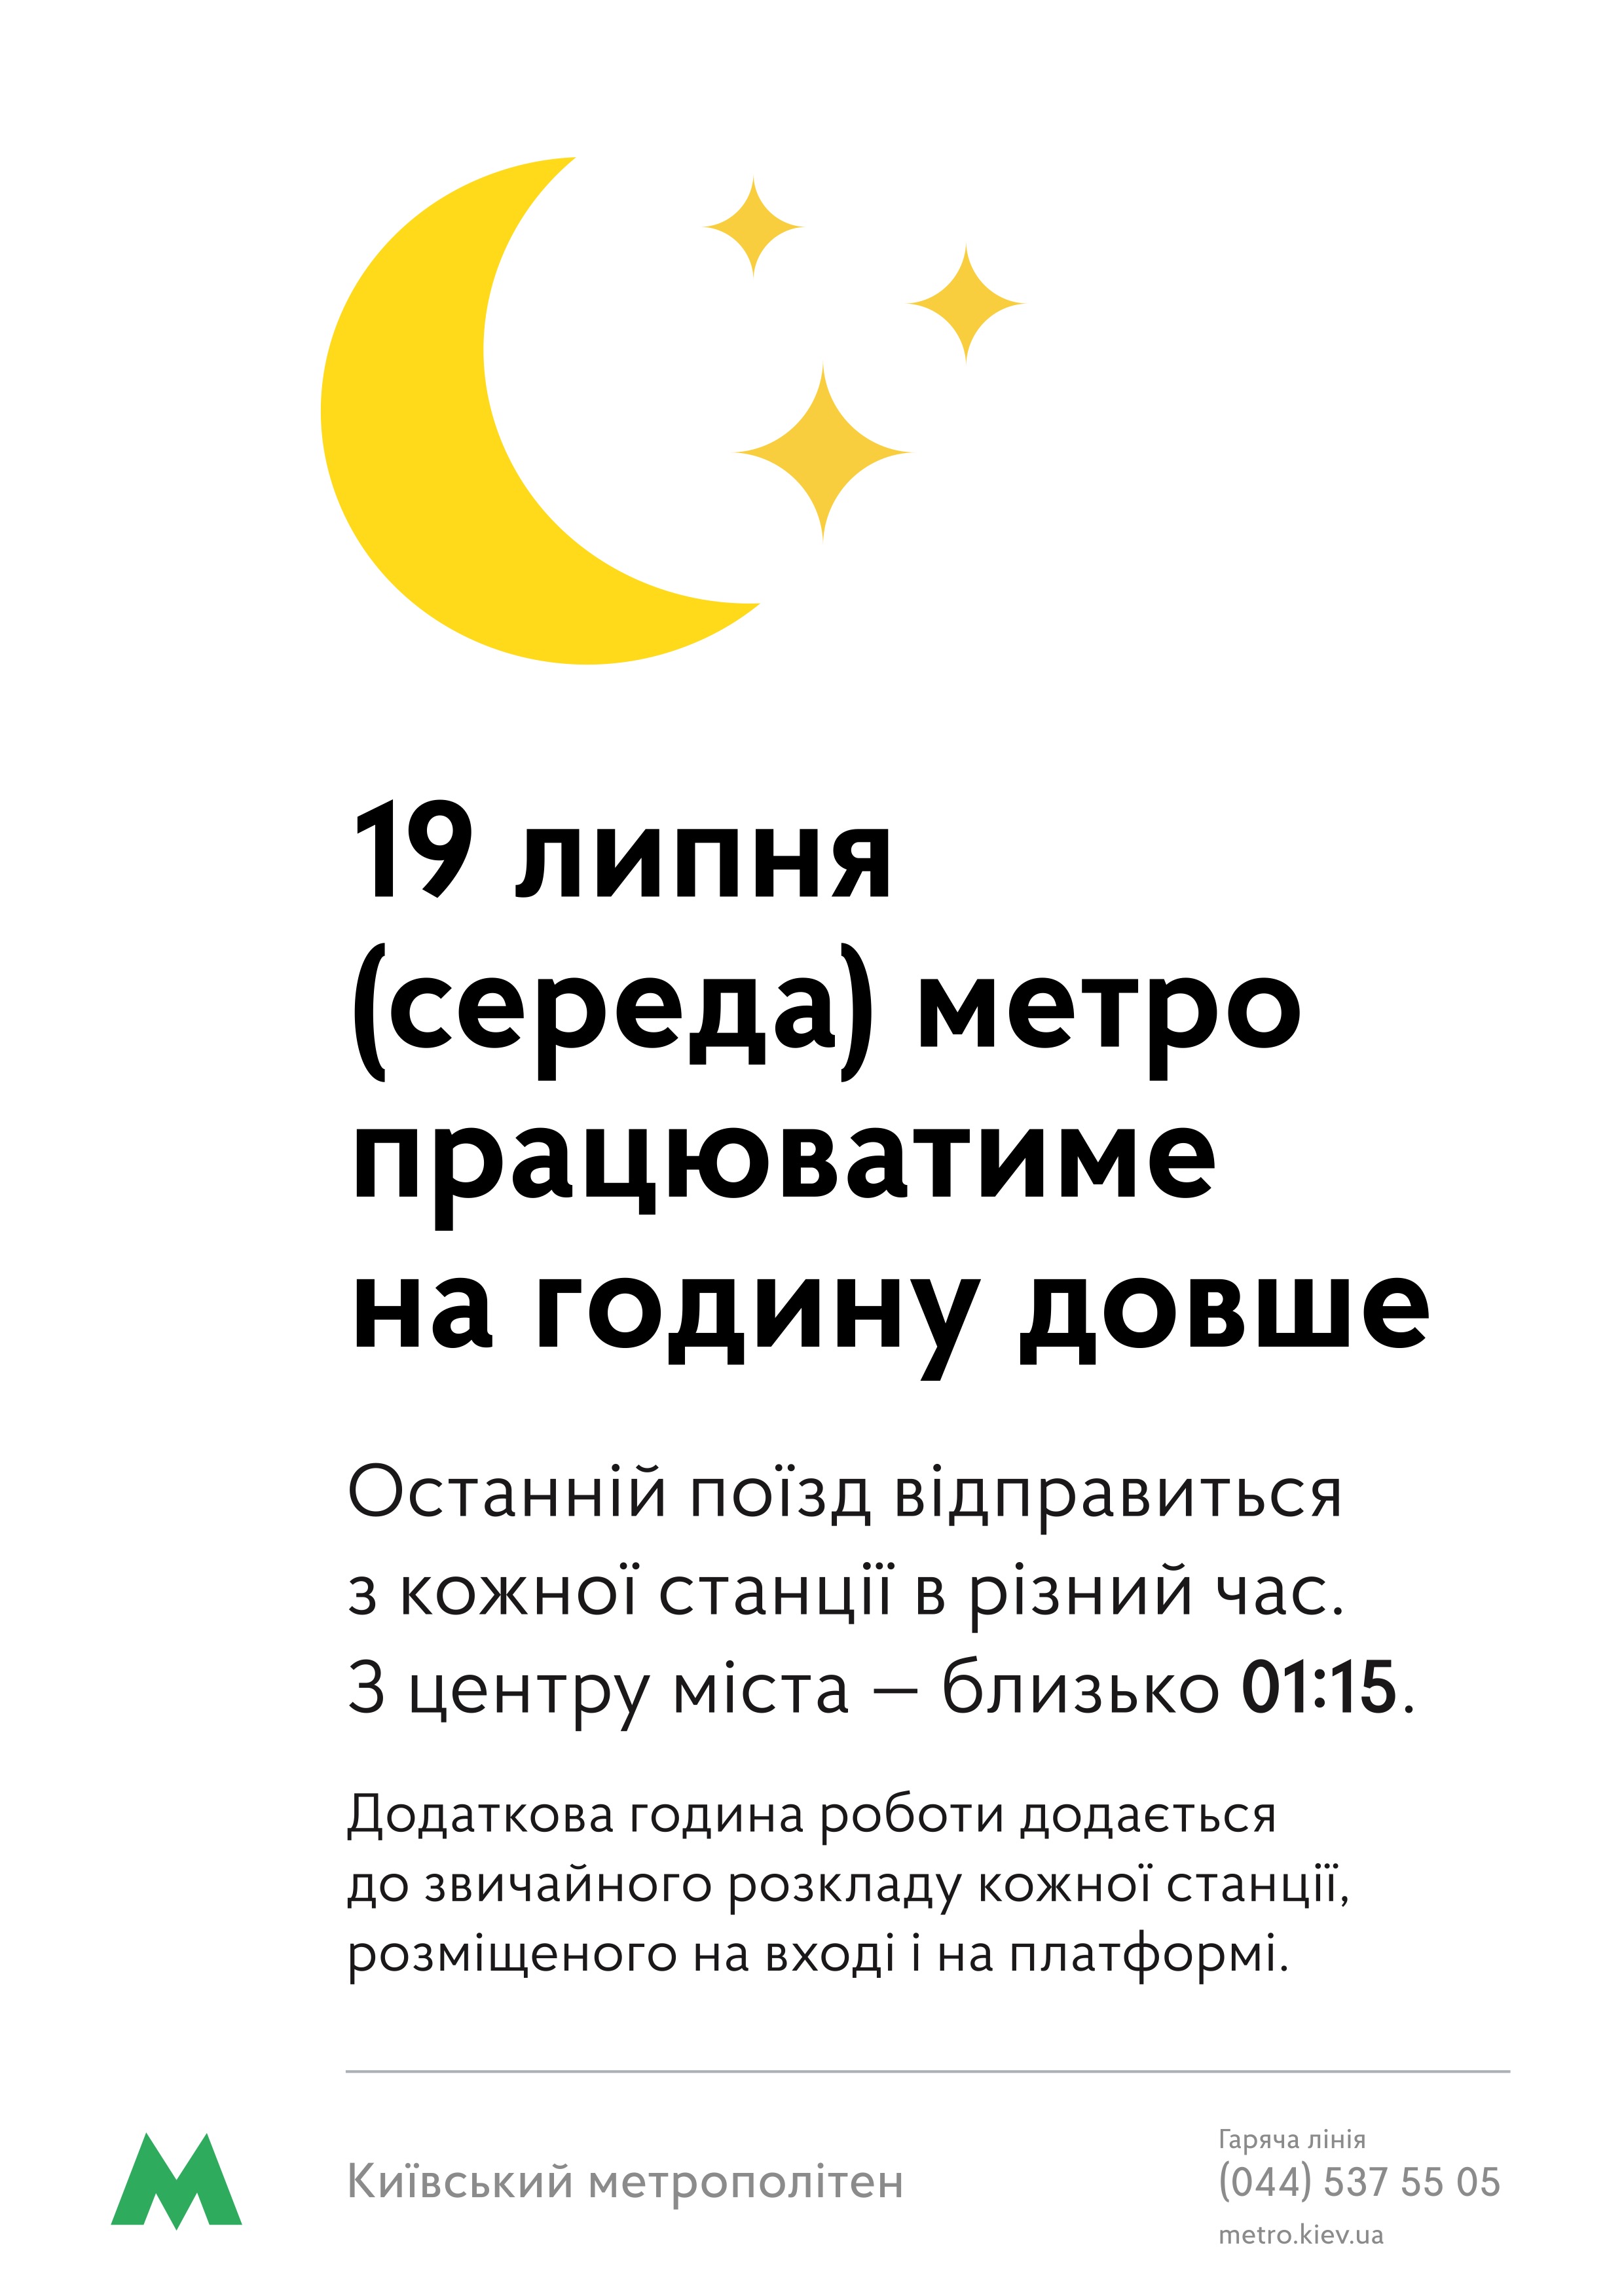 19 липня
(середа) метро
працюватиме
на годину довше
Останній поїзд відправиться
з кожної станції в різний час.
З центру міста — близько 01:15.
Додаткова година роботи додається
до звичайного розкладу кожної станції,
розміщеного на вході і на платформі.
Київський метрополітен
Гаряча лінія
(044) 537 55 05
metro.kiev.ua